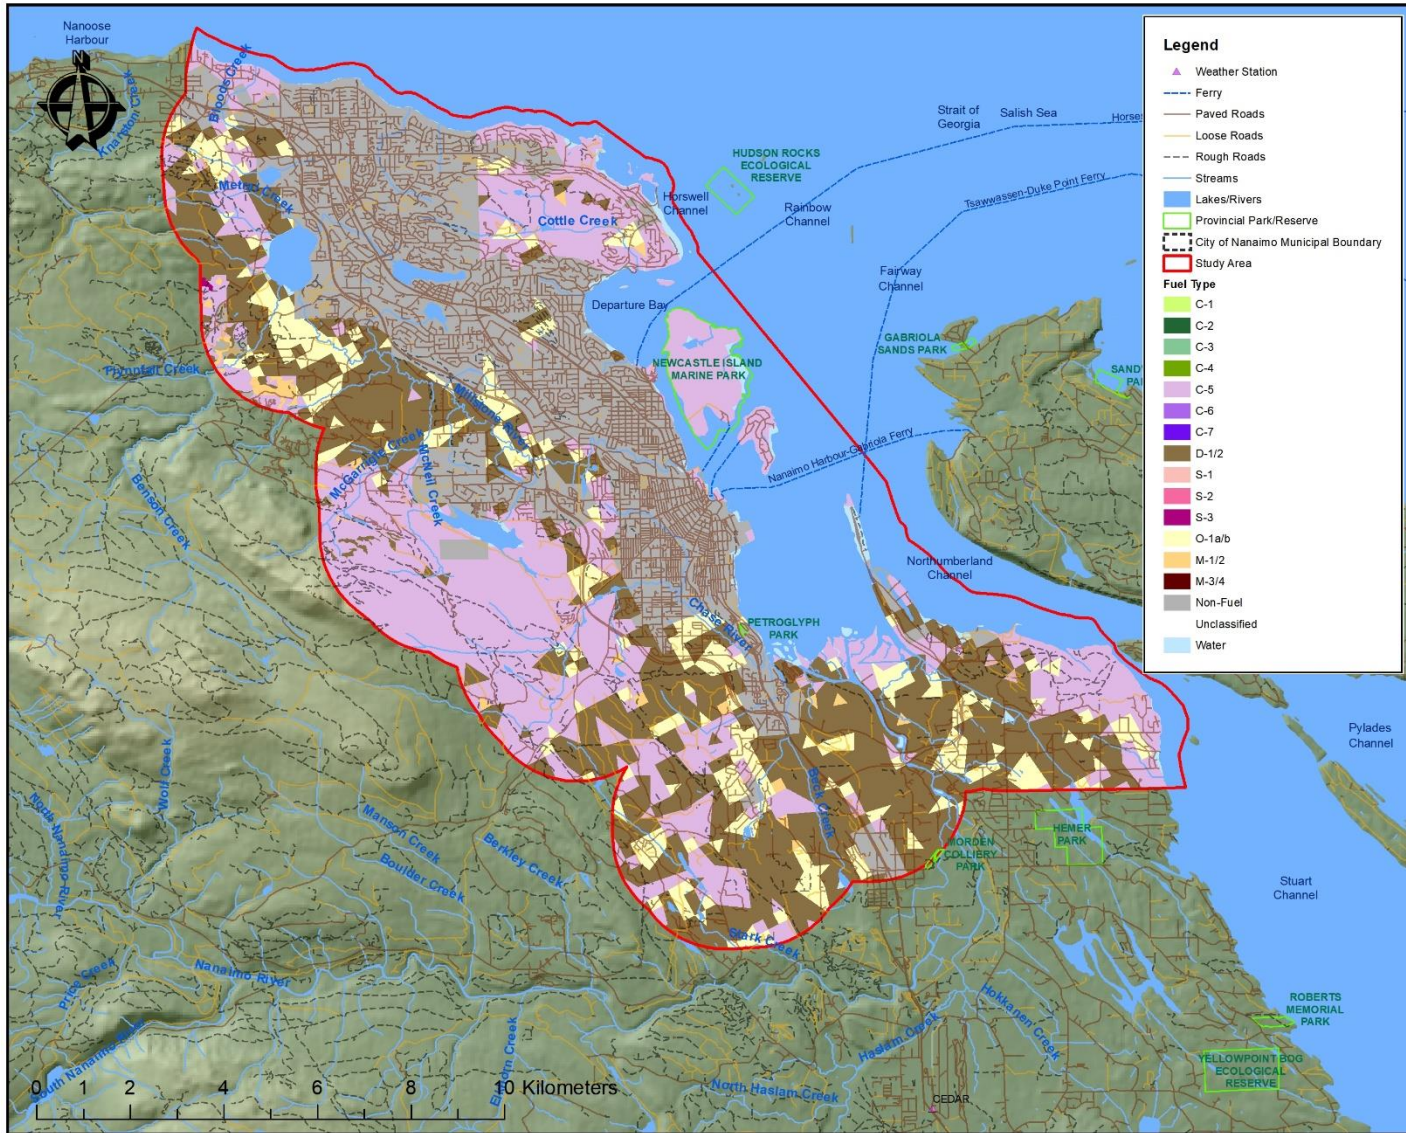 Nanoose
Harbour
N
Knarston Creek
Bloods Creek
Metral Creek
Cottle Creek
HUDSON ROCKS
ECOLOGICAL
RESERVE
Horswell
Channel
Rainbow
Channel
Strait of
Georgia
Salish Sea
Tsawwassen-Duke Point Ferry
Fairway
Channel
Departure Bay
NEWCASTLE ISLAND
MARINE PARK
GABRIOLA
SANDS PARK
Flynnfall Creek
Millstone River
McGarrigle Creek
McNeil Creek
Benson Creek
Nanaimo Harbour-Gabriola Ferry
Northumberland
Channel
Chase River
PETROGLYPH
PARK
Pylades
Channel
Wolf Creek
North Nanaimo River
Manson Creek
Boulder Creek
Berkley Creek
Beck Creek
MORDEN
COLLIERY
PARK
HEMER
PARK
Stuart
Channel
Stark Creek
Price Creek
Nanaimo River
South Nanaimo River
Hokkanen Creek
Haslam Creek
North Haslam Creek
CEDAR
ROBERTS
MEMORIAL
PARK
YELLOWPOINT BOG
ECOLOGICAL
RESERVE
0 1 2 4 6 8 10 Kilometers
Legend
Weather Station
Ferry
Paved Roads
Loose Roads
Rough Roads
Streams
Lakes/Rivers
Provincial Park/Reserve
City of Nanaimo Municipal Boundary
Study Area
Fuel Type
C-1
C-2
C-3
C-4
C-5
C-6
C-7
D-1/2
S-1
S-2
S-3
O-1a/b
M-1/2
M-3/4
Non-Fuel
Unclassified
Water